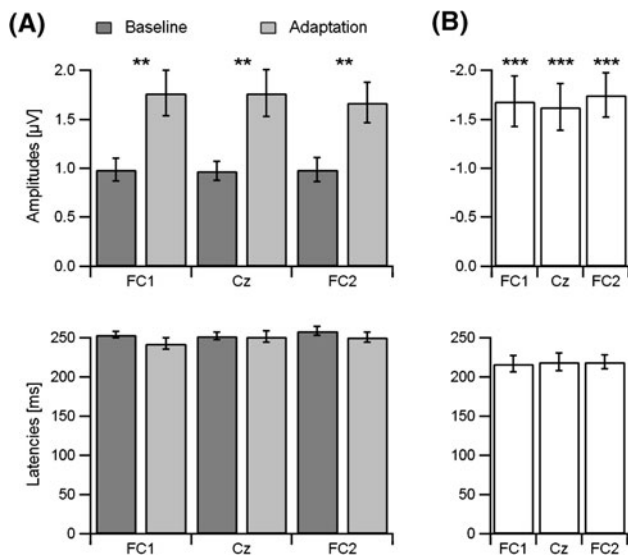 (A)
Baseline
Adaptation
(B)
Amplitudes [µV]
2.0
1.5
1.0
0.5
0.0
** ** **
FC1 Cz FC2
-2.0
-1.5
-1.0
-0.5
0.0
*** *** ***
FC1 Cz FC2
Latencies [ms]
250
200
150
100
50
0
FC1 Cz FC2
250
200
150
100
50
0
FC1 Cz FC2